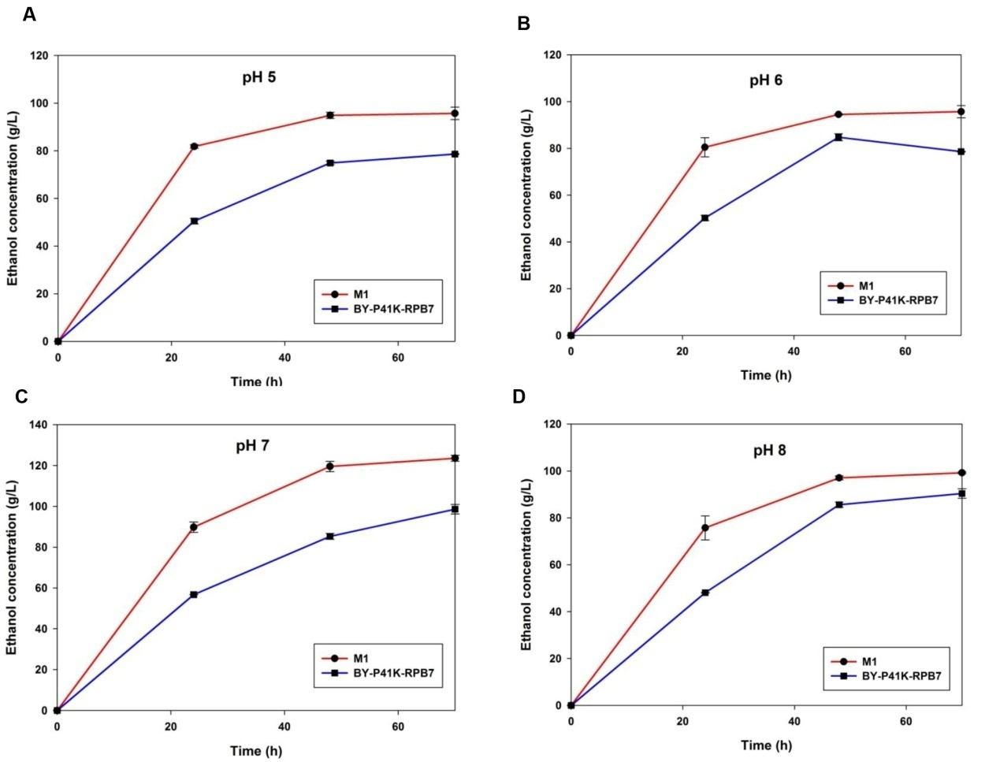 A
pH 5
Ethanol concentration (g/L)
120
100
80
60
40
20
0
0 20 40 60
Time (h)
M1
BY-P41K-RPB7
B
pH 6
Ethanol concentration (g/L)
120
100
80
60
40
20
0
0 20 40 60
Time (h)
M1
BY-P41K-RPB7
C
pH 7
Ethanol concentration (g/L)
140
120
100
80
60
40
20
0
0 20 40 60
Time (h)
M1
BY-P41K-RPB7
D
pH 8
Ethanol concentration (g/L)
120
100
80
60
40
20
0
0 20 40 60
Time (h)
M1
BY-P41K-RPB7